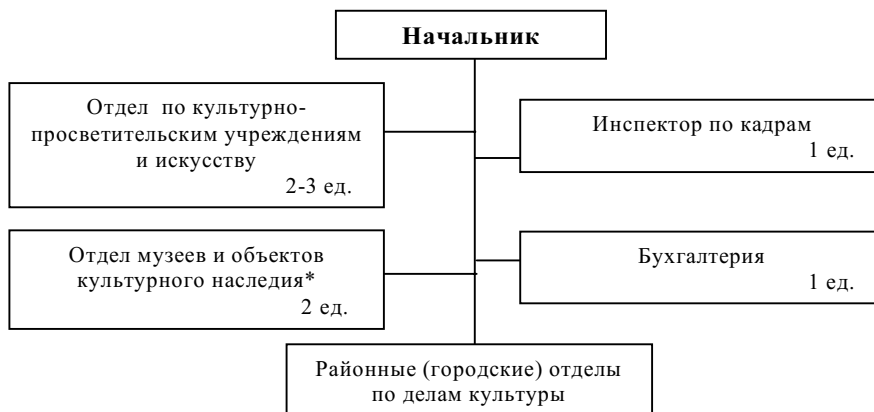 Начальник
Отдел по культурно-
просветительским учреждениям
и искусству
2-3 ед.
Инспектор по кадрам
1 ед.
Отдел музеев и объектов
культурного наследия*
2 ед.
Бухгалтерия
1 ед.
Районные (городские) отделы
по делам культуры